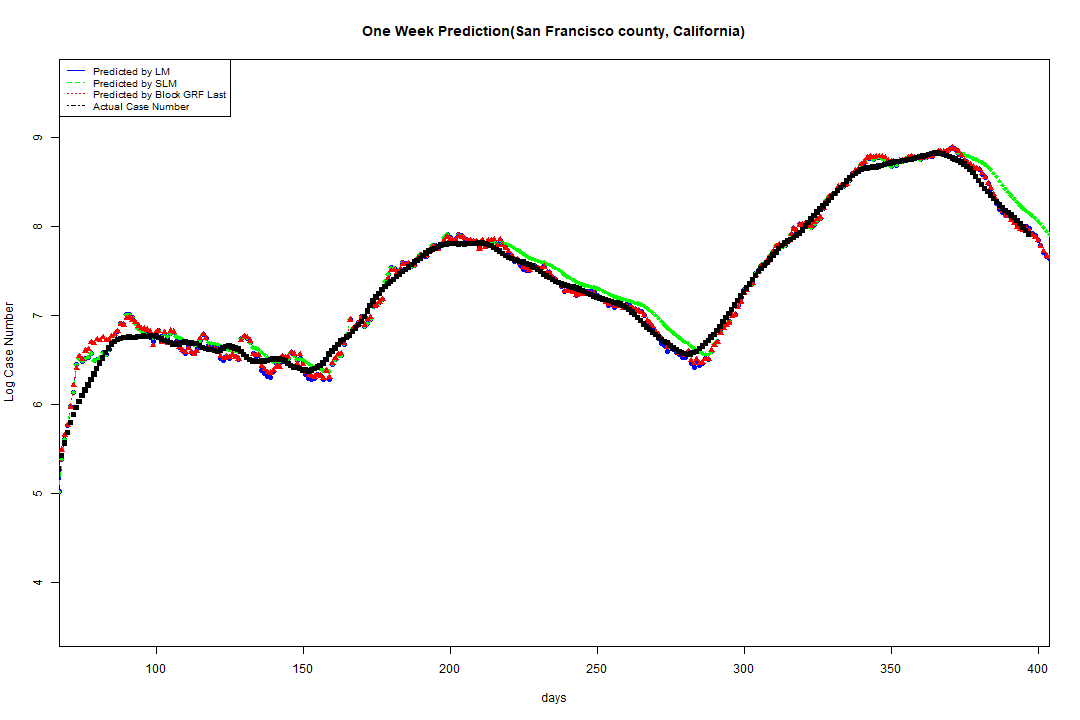 One Week Prediction(San Francisco county, California)
Predicted by LM
Predicted by SLM
Predicted by Block GRF Last
Actual Case Number
9
8
7
6
5
4
Log Case Number
100 150 200 250 300 350 400
days